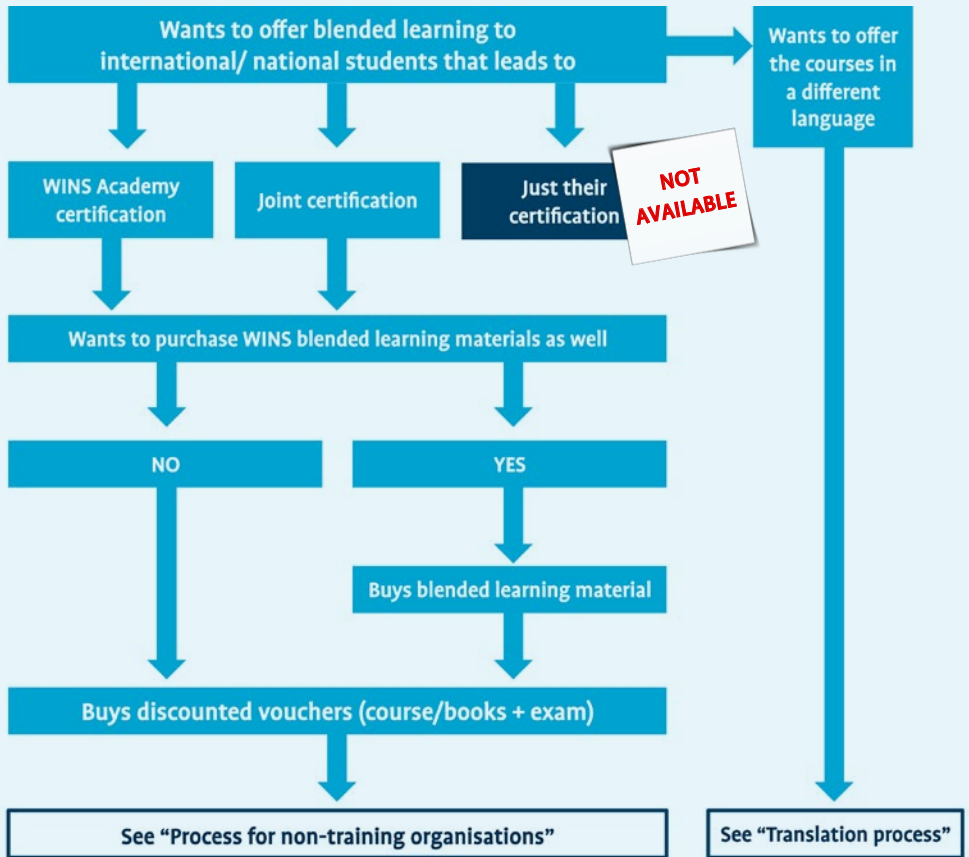 Wants to offer blended learning to
international/ national students that leads to
Wants to offer
the courses in
a different
language
WINS Academy
certification
Joint certification
Just their
certification
NOT
AVAILABLE
Wants to purchase WINS blended learning materials as well
NO
YES
Buys blended learning material
Buys discounted vouchers (course/books + exam)
See “Process for non-training organisations”
See “Translation process”